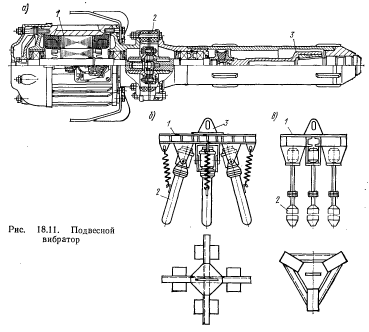 а)
1
2
3
б)
1
3
2
в)
1
2
Рис. 18.11. Подвесной
вибратор